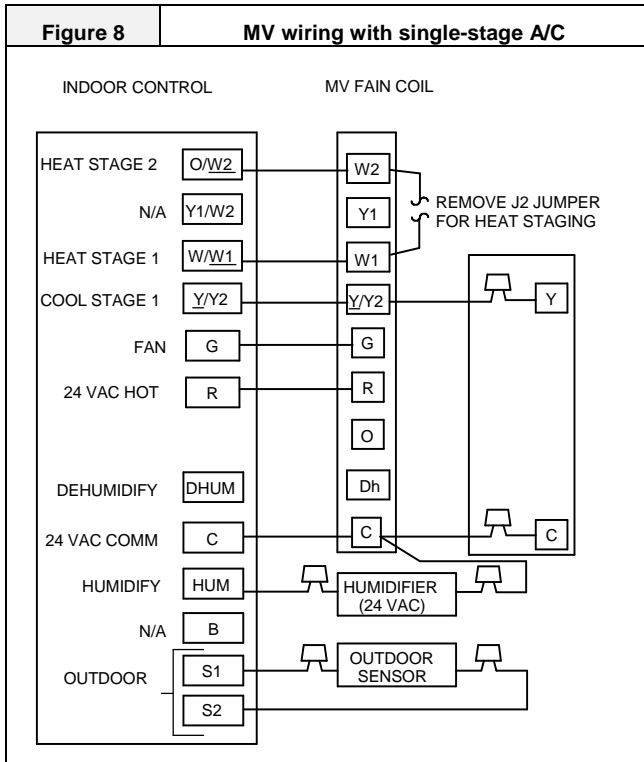 Figure 8
MV wiring with single-stage A/C
INDOOR CONTROL
MV FAIN COIL
HEAT STAGE 2
O/W2
W2
N/A
Y1/W2
Y1
REMOVE J2 JUMPER
FOR HEAT STAGING
HEAT STAGE 1
W/W1
W1
COOL STAGE 1
Y/Y2
Y/Y2
Y
FAN
G
G
24 VAC HOT
R
R
O
DEHUMIDIFY
DHUM
Dh
24 VAC COMM
C
C
C
HUMIDIFY
HUM
HUMIDIFIER
(24 VAC)
N/A
B
OUTDOOR
S1
S2
OUTDOOR
SENSOR